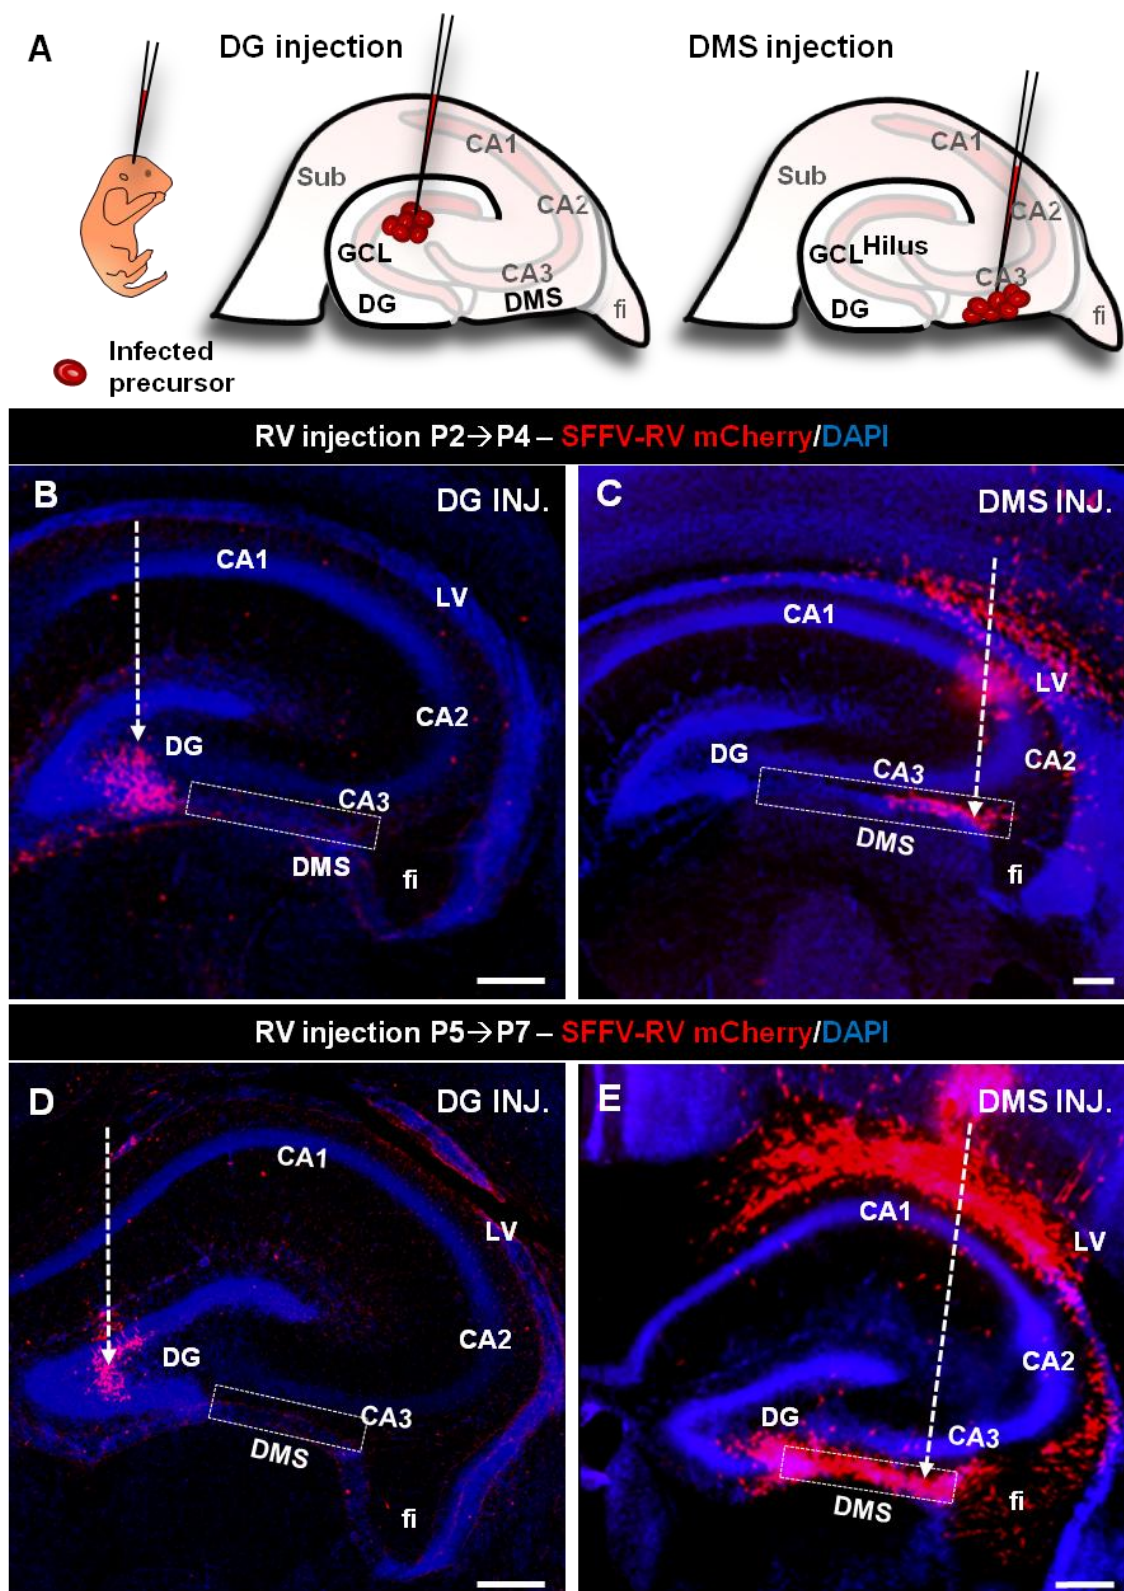 A
DG injection
DMS injection
CA1
Sub
CA2
GCL
CA3
DG
DMS
fi
CA1
Sub
CA2
GCL
Hilus
CA3
DG
fi
Infected
precursor
RV injection P2→P4 – SFFV-RV mCherry/DAPI
B
DG INJ.
CA1
LV
CA2
DG
CA3
DMS
fi
C
DMS INJ.
CA1
LV
DG
CA2
CA3
DMS
fi
RV injection P5→P7 – SFFV-RV mCherry/DAPI
D
DG INJ.
CA1
LV
CA2
DG
CA3
DMS
fi
E
DMS INJ.
CA1
LV
CA2
DG
CA3
DMS
fi